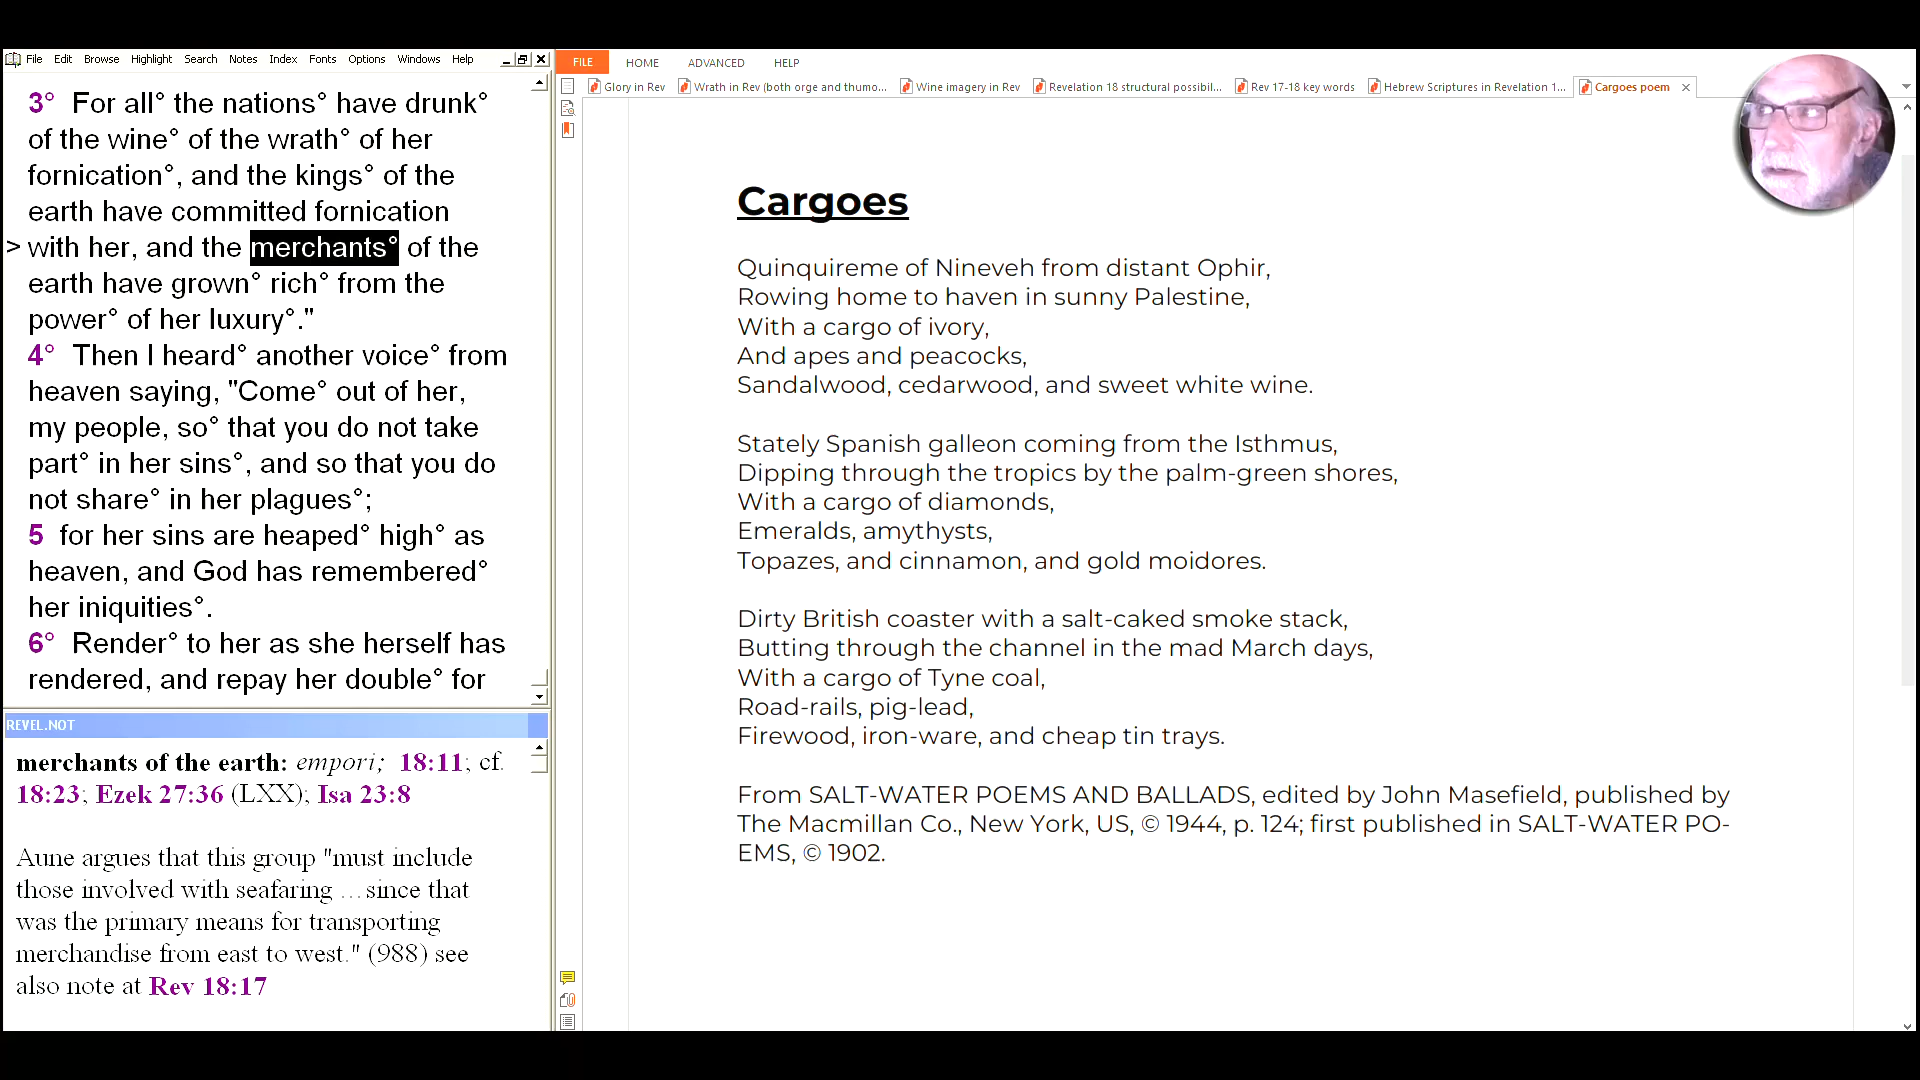 File Edit Browse Highlight Search Notes Index Fonts Options Windows Help
3° For all° the nations° have drunk°
of the wine° of the wrath° of her
fornication°, and the kings° of the
earth have committed fornication
> with her, and the merchants° of the
earth have grown° rich° from the
power° of her luxury°."
4° Then I heard° another voice° from
heaven saying, "Come° out of her,
my people, so° that you do not take
part° in her sins°, and so that you do
not share° in her plagues°;
5 for her sins are heaped° high° as
heaven, and God has remembered°
her iniquities°.
6° Render° to her as she herself has
rendered, and repay her double° for
REVEL.NOT
merchants of the earth: empori; 18:11; cf.
18:23; Ezek 27:36 (LXX); Isa 23:8
Aune argues that this group "must include
those involved with seafaring ... since that
was the primary means for transporting
merchandise from east to west." (988) see
also note at Rev 18:17
FILE HOME ADVANCED HELP
Glory in Rev Wrath in Rev (both orge and thumo... Wine imagery in Rev Revelation 18 structural possibil... Rev 17-18 key words Hebrew Scriptures in Revelation 1... Cargoes poem
Cargoes
Quinquireme of Nineveh from distant Ophir,
Rowing home to haven in sunny Palestine,
With a cargo of ivory,
And apes and peacocks,
Sandalwood, cedarwood, and sweet white wine.
Stately Spanish galleon coming from the Isthmus,
Dipping through the tropics by the palm-green shores,
With a cargo of diamonds,
Emeralds, amythysts,
Topazes, and cinnamon, and gold moidores.
Dirty British coaster with a salt-caked smoke stack,
Butting through the channel in the mad March days,
With a cargo of Tyne coal,
Road-rails, pig-lead,
Firewood, iron-ware, and cheap tin trays.
From SALT-WATER POEMS AND BALLADS, edited by John Masefield, published by
The Macmillan Co., New York, US, © 1944, p. 124; first published in SALT-WATER PO-
EMS, © 1902.